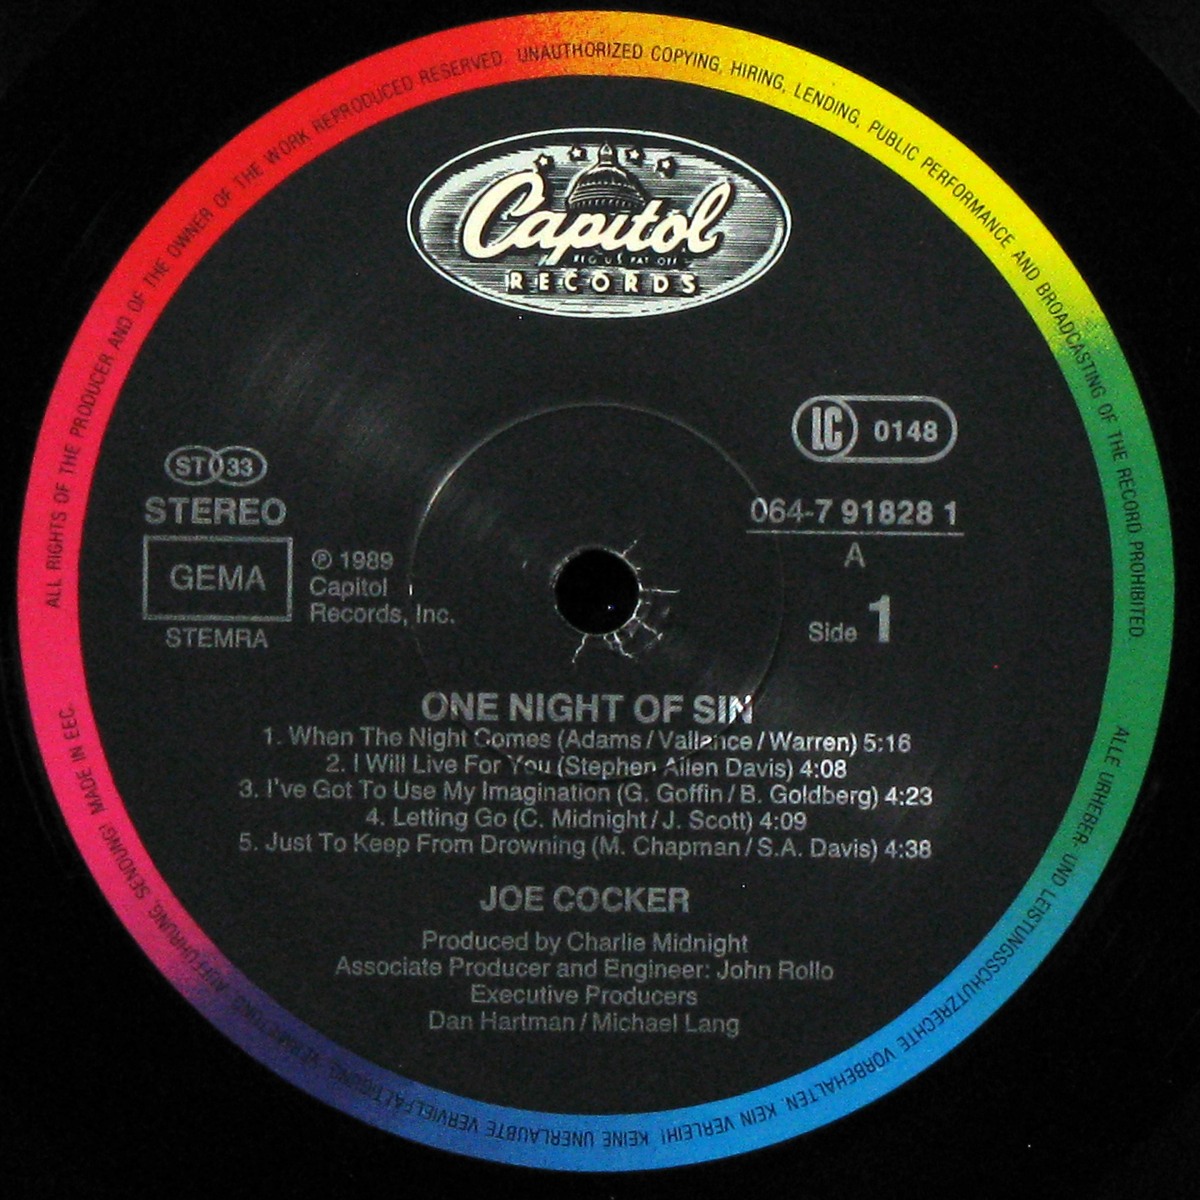 ALL RIGHTS OF THE PRODUCER AND OF THE OWNER OF THE WORK REPRODUCED RESERVED. UNAUTHORIZED COPYING, HIRING, LENDING, PUBLIC PERFORMANCE AND BROADCASTING OF THE RECORD PROHIBITED.
Capitol
REG. U.S. PAT. OFF.
RECORDS
LC 0148
ST 33
STEREO
GEMA
STEMRA
℗ 1989
Capitol
Records, Inc.
064-7 91828 1
A
Side 1
ONE NIGHT OF SIN
1. When The Night Comes (Adams / Vallance / Warren) 5:16
2. I Will Live For You (Stephen Allen Davis) 4:08
3. I've Got To Use My Imagination (G. Goffin / B. Goldberg) 4:23
4. Letting Go (C. Midnight / J. Scott) 4:09
5. Just To Keep From Drowning (M. Chapman / S.A. Davis) 4:38
JOE COCKER
Produced by Charlie Midnight
Associate Producer and Engineer: John Rollo
Executive Producers
Dan Hartman / Michael Lang
ALLE URHEBER- UND LEISTUNGSSCHUTZRECHTE VORBEHALTEN. KEIN VERLEIH! KEINE UNERLAUBTE VERVIELFÄLTIGUNG, VERMIETUNG, AUFFÜHRUNG, SENDUNG! MADE IN EEC.